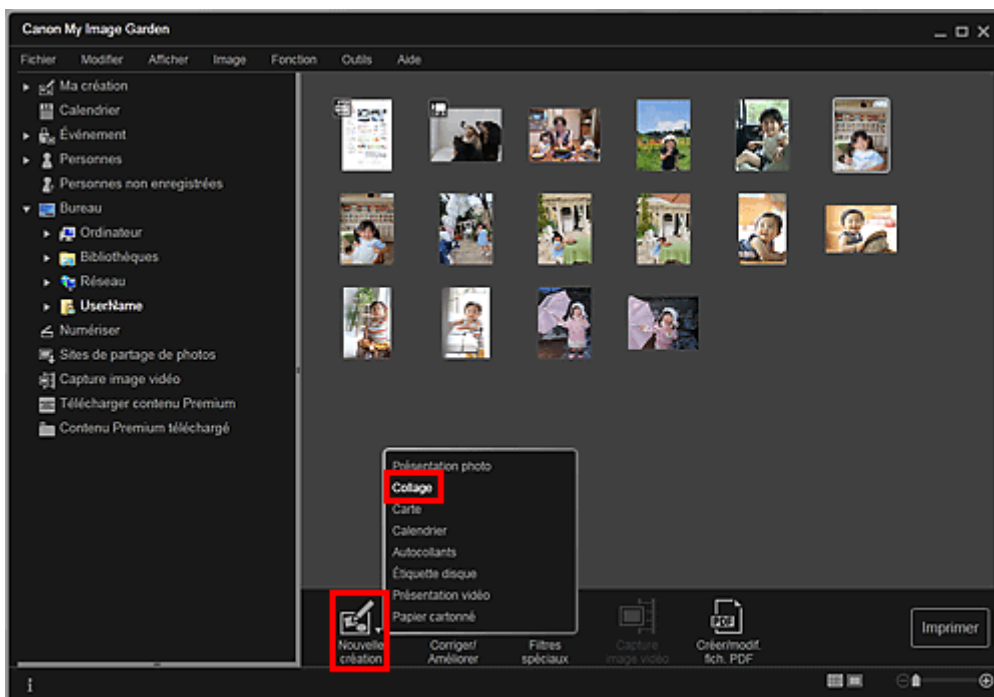 Canon My Image Garden
Fichier Modifier Afficher Image Fonction Outils Aide
Ma création
Calendrier
Événement
Personnes
Personnes non enregistrées
Bureau
Ordinateur
Bibliothèques
Réseau
UserName
Numériser
Sites de partage de photos
Capture image vidéo
Télécharger contenu Premium
Contenu Premium téléchargé
Présentation photo
Collage
Carte
Calendrier
Autocollants
Étiquette disque
Présentation vidéo
Papier cartonné
Nouvelle
création
Corriger/
Améliorer
Filtres
spéciaux
Capture
image vidéo
PDF
Créer/modif.
fich. PDF
Imprimer